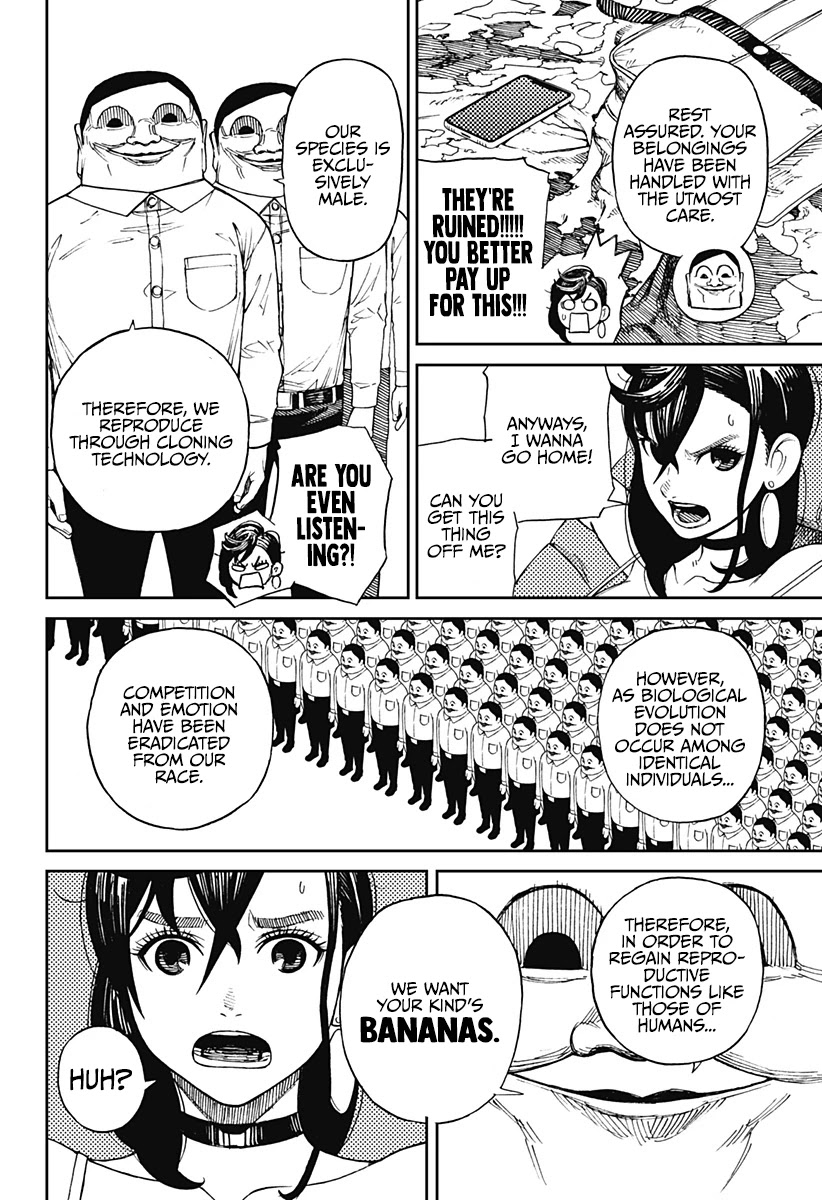 REST
ASSURED. YOUR
BELONGINGS
HAVE BEEN
HANDLED WITH
THE UTMOST
CARE.
THEY'RE
RUINED!!!!!
YOU BETTER
PAY UP
FOR THIS!!!
OUR
SPECIES IS
EXCLU-
SIVELY
MALE.
THEREFORE, WE
REPRODUCE
THROUGH CLONING
TECHNOLOGY.
ARE YOU
EVEN
LISTEN-
ING?!
ANYWAYS,
I WANNA
GO HOME!
CAN YOU
GET THIS
THING
OFF ME?
HOWEVER,
AS BIOLOGICAL
EVOLUTION
DOES NOT
OCCUR AMONG
IDENTICAL
INDIVIDUALS...
COMPETITION
AND EMOTION
HAVE BEEN
ERADICATED
FROM OUR
RACE.
THEREFORE,
IN ORDER TO
REGAIN REPRO-
DUCTIVE
FUNCTIONS LIKE
THOSE OF
HUMANS...
WE WANT
YOUR KIND'S
BANANAS.
HUH?